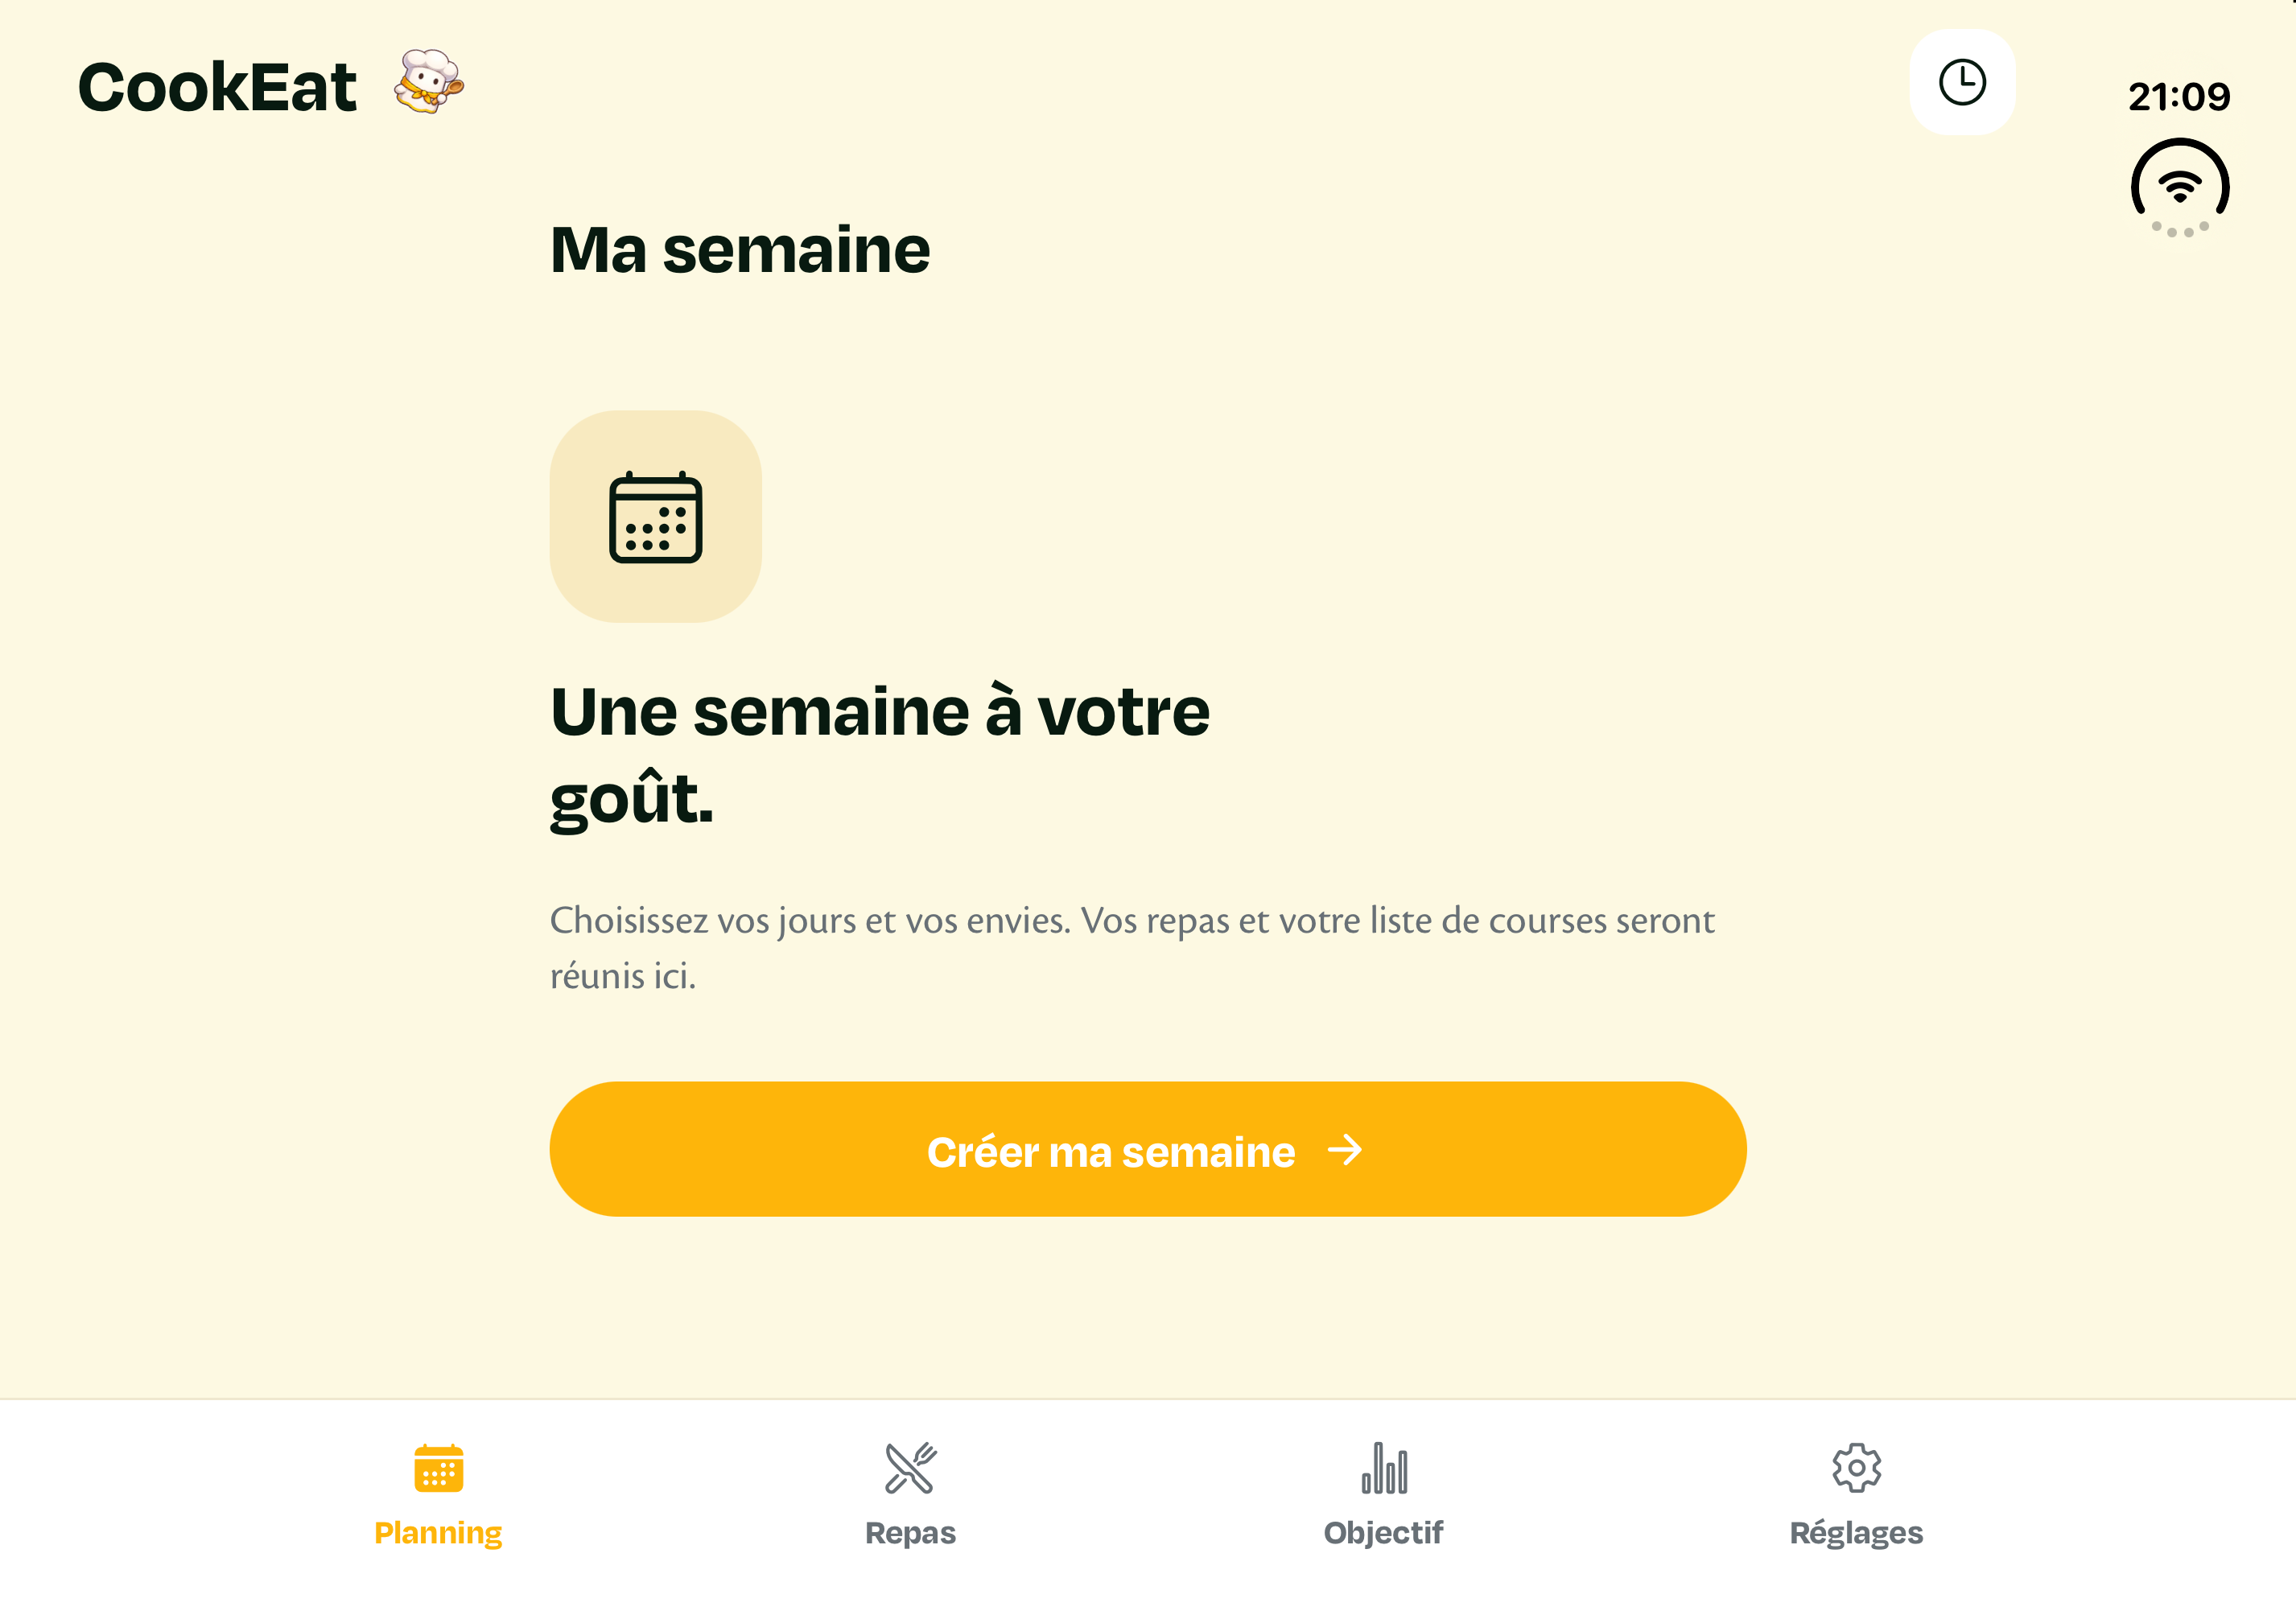 CookEat
21:09
Ma semaine
Une semaine à votre
goût.
Choisissez vos jours et vos envies. Vos repas et votre liste de courses seront
réunis ici.
Créer ma semaine
Planning
Repas
Objectif
Réglages